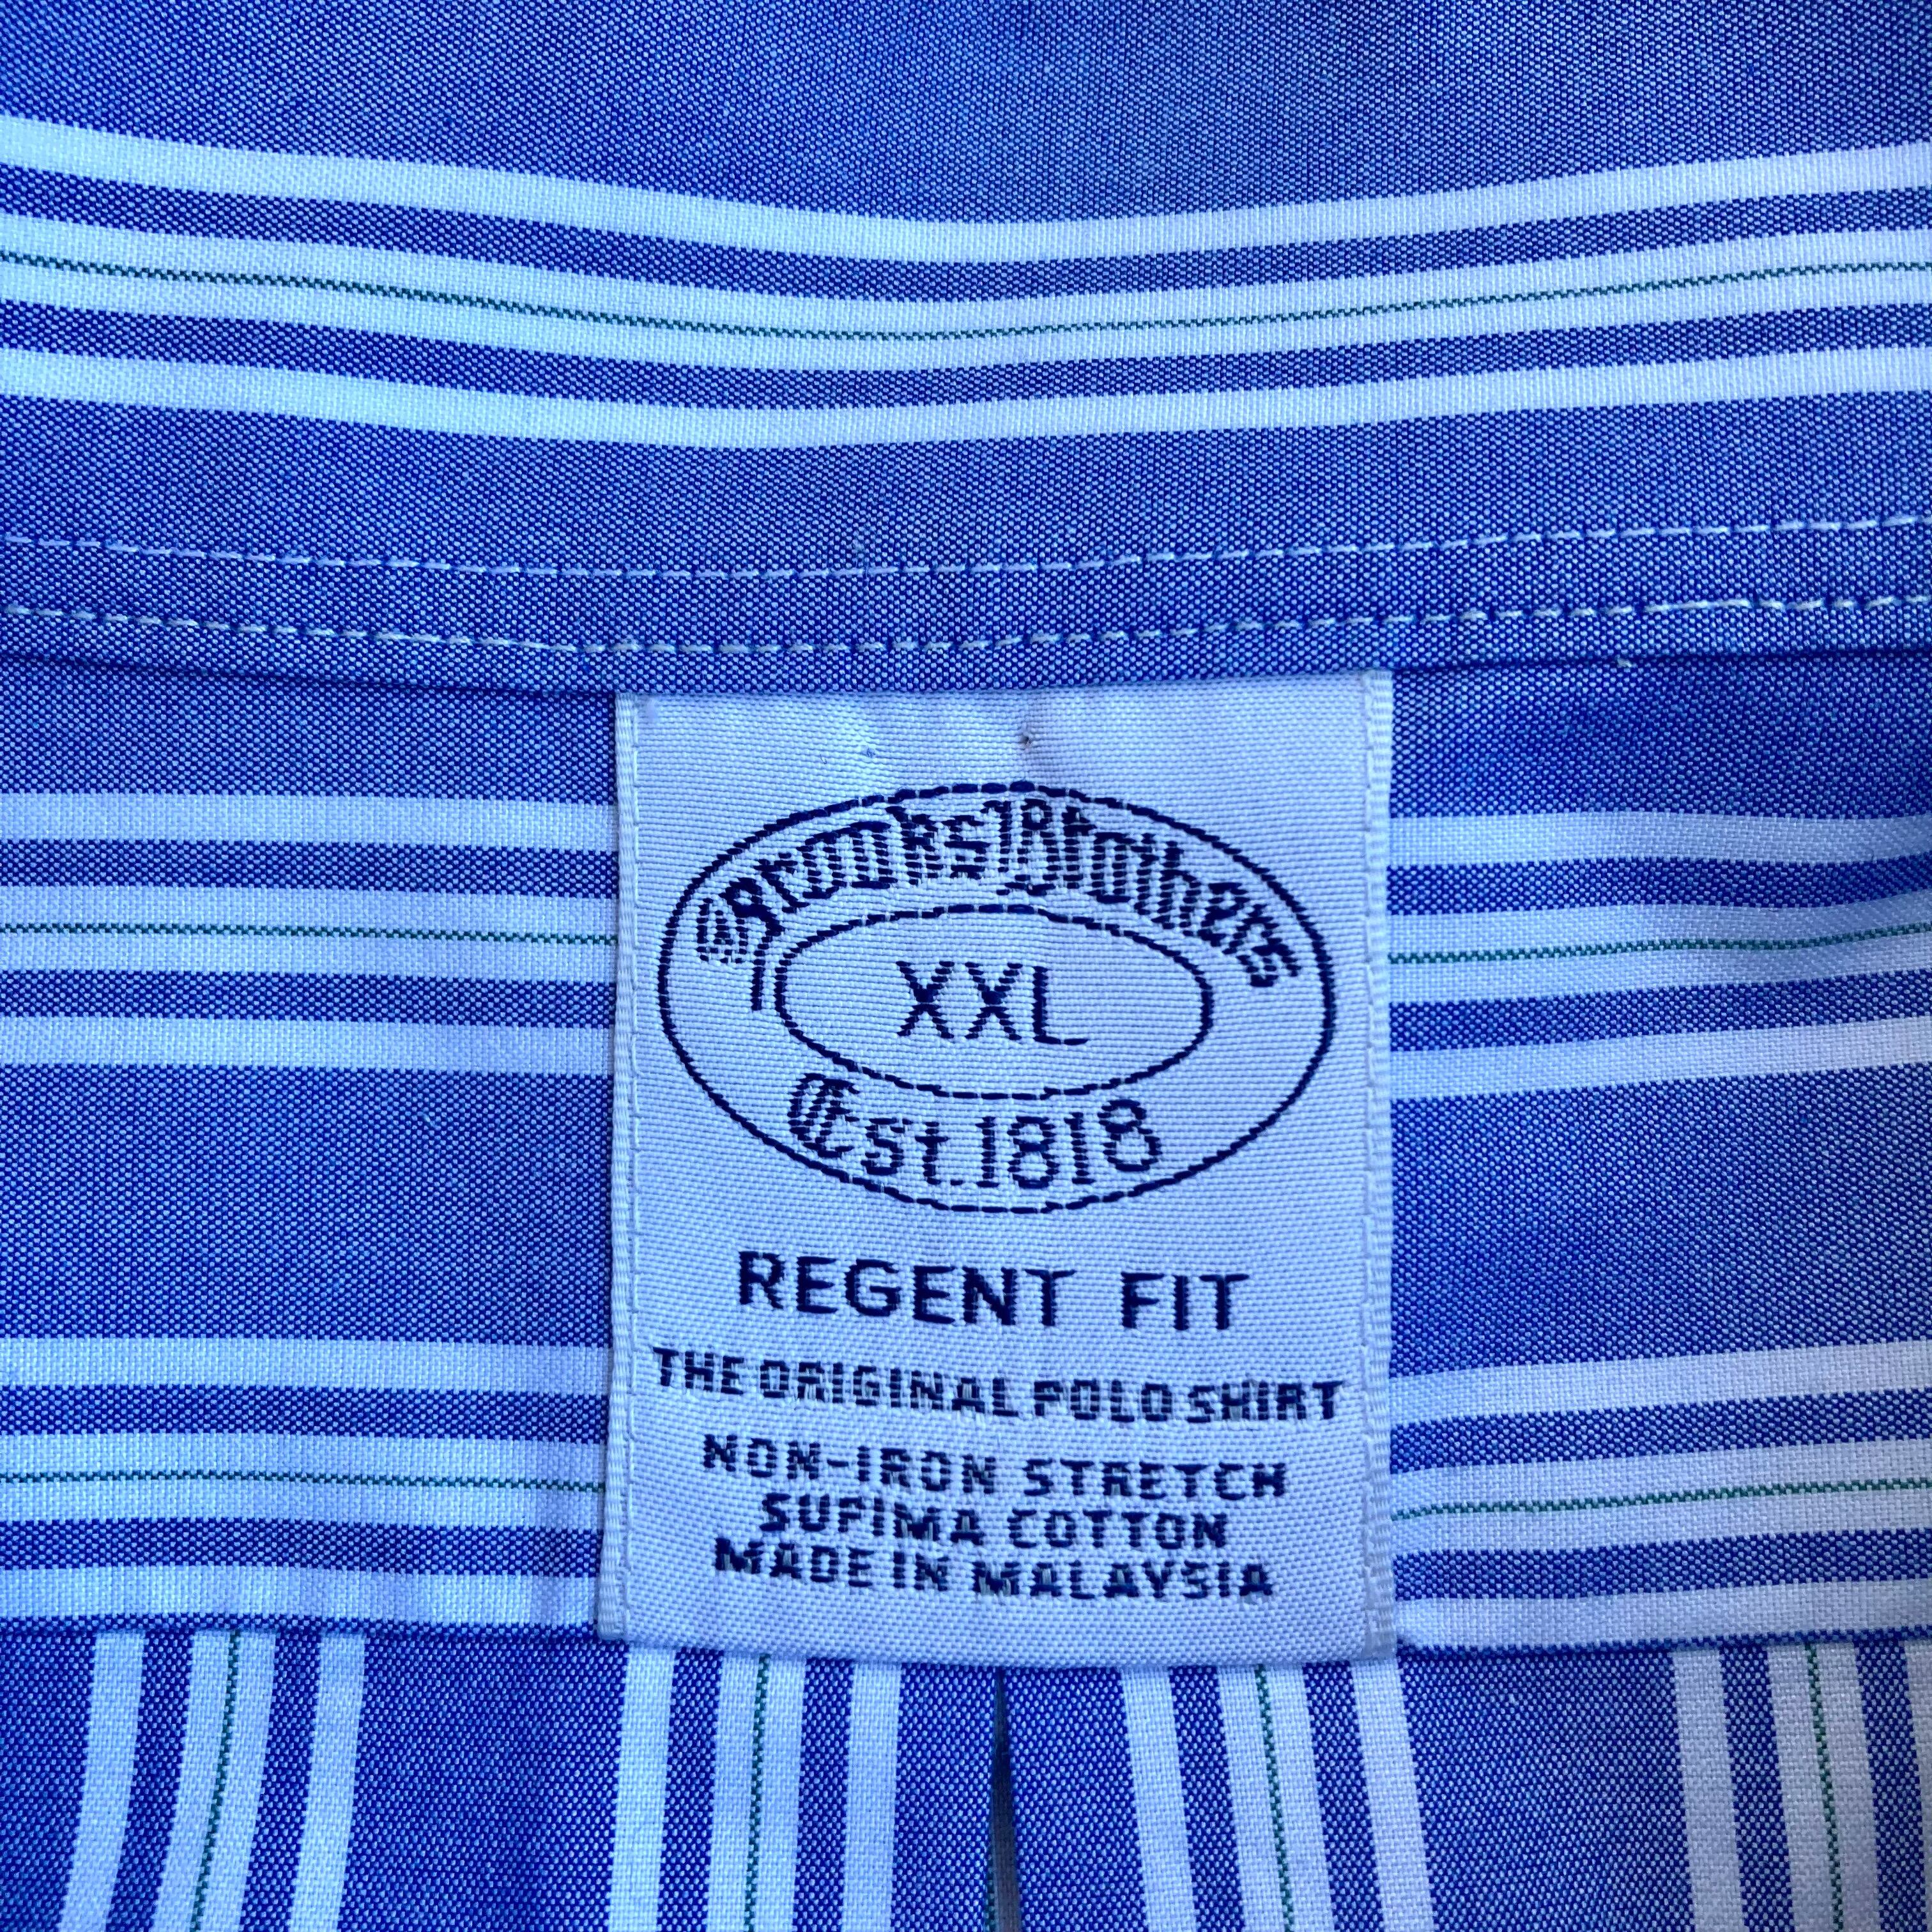 ® Brooks Brothers
XXL
Est. 1818
REGENT FIT
THE ORIGINAL POLO SHIRT
NON-IRON STRETCH
SUPIMA COTTON
MADE IN MALAYSIA